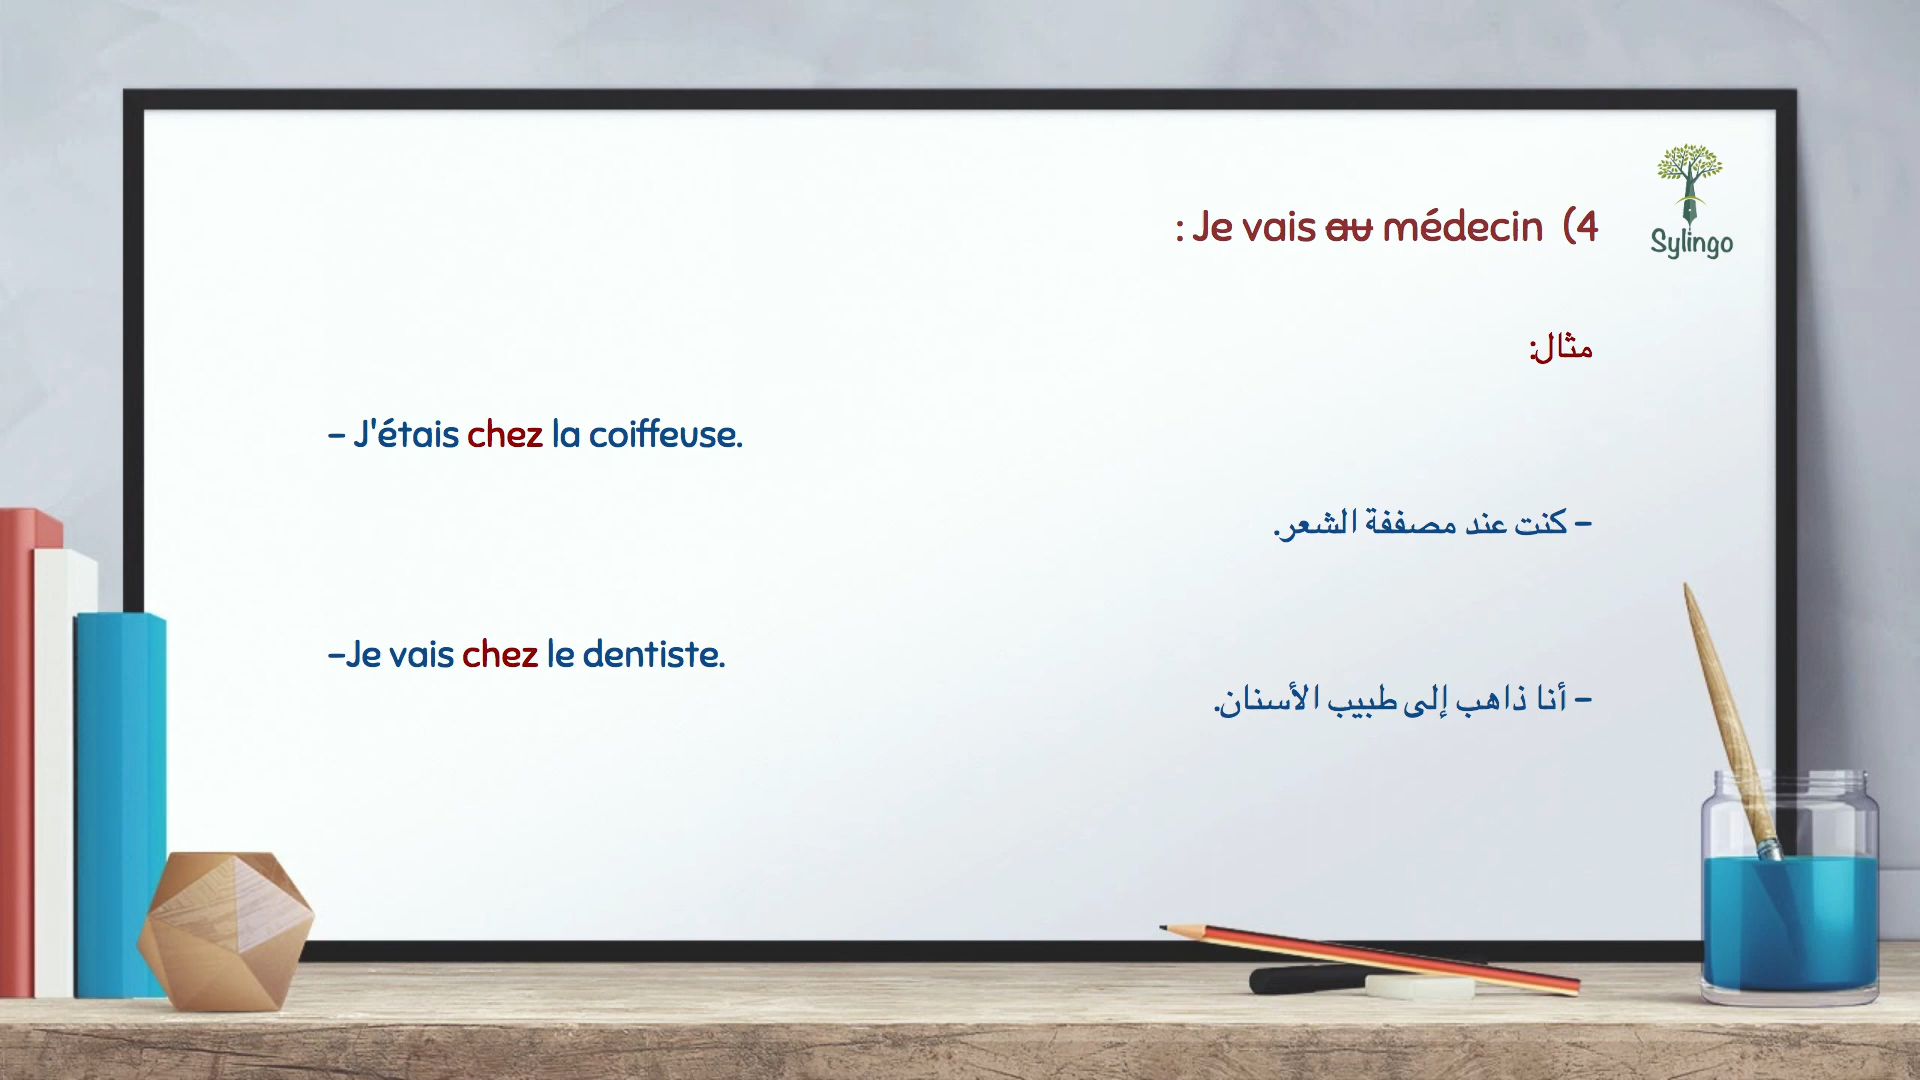 4) Je vais au médecin :
Sylingo
مثال:
- J'étais chez la coiffeuse.
- كنت عند مصففة الشعر.
-Je vais chez le dentiste.
- أنا ذاهب إلى طبيب الأسنان.